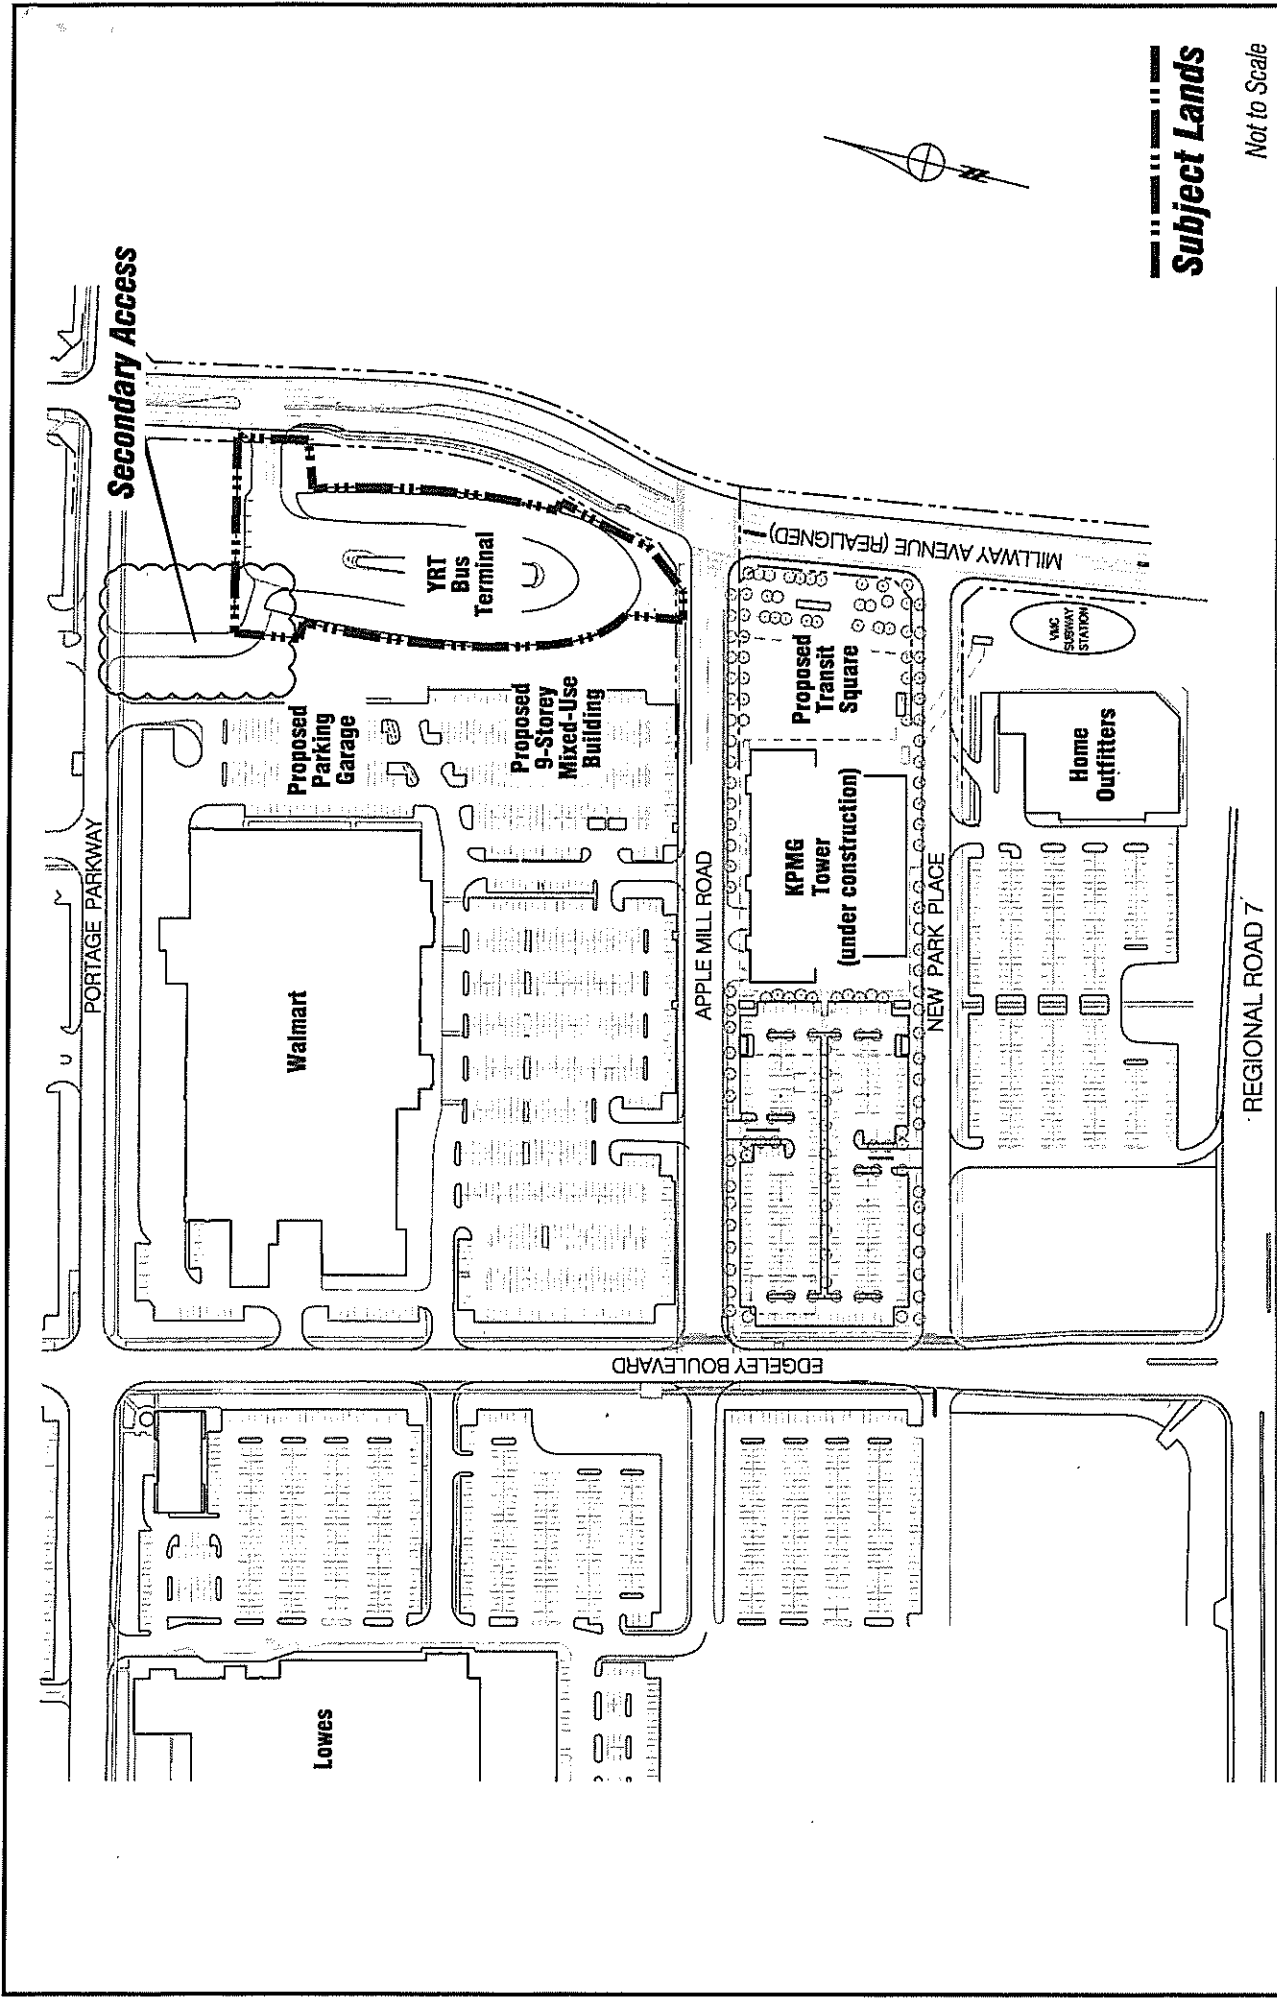 Secondary Access
PORTAGE PARKWAY
YRT
Bus
Terminal
Proposed
Parking
Garage
Proposed
9-Storey
Mixed-Use
Building
Walmart
Lowes
APPLE MILL ROAD
MILLWAY AVENUE (REALIGNED)
Proposed
Transit
Square
KPMG
Tower
(under construction)
VMC
SUBWAY
STATION
NEW PARK PLACE
Home
Outfitters
EDGELEY BOULEVARD
REGIONAL ROAD 7
N
Subject Lands
Not to Scale